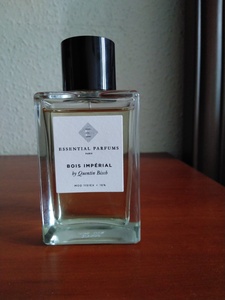 ESSENTIAL PARFUMS
PARIS
BOIS IMPÉRIAL
by Quentin Bisch